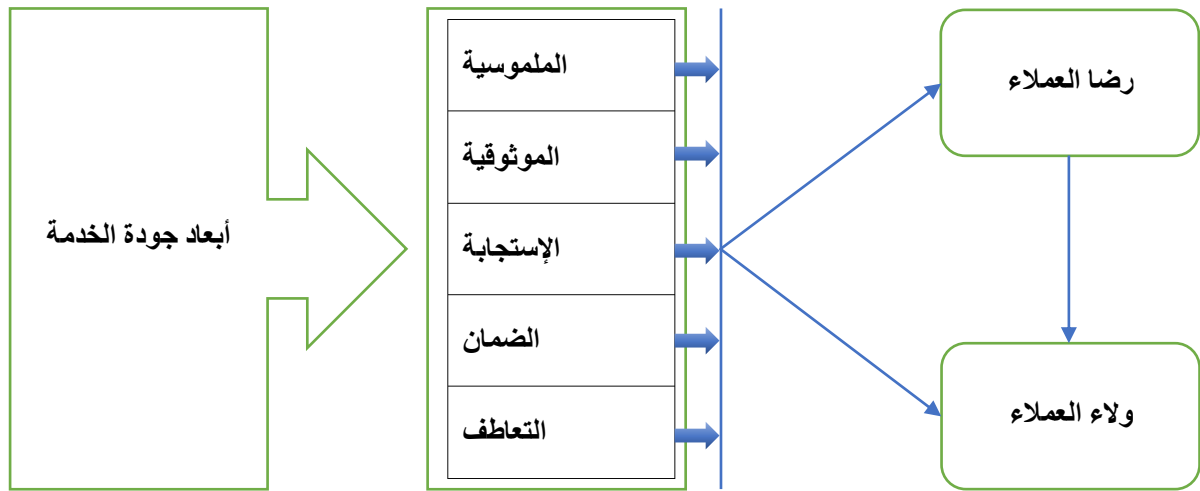 أبعاد جودة الخدمة
الملموسية
الموثوقية
الإستجابة
الضمان
التعاطف
رضا العملاء
ولاء العملاء